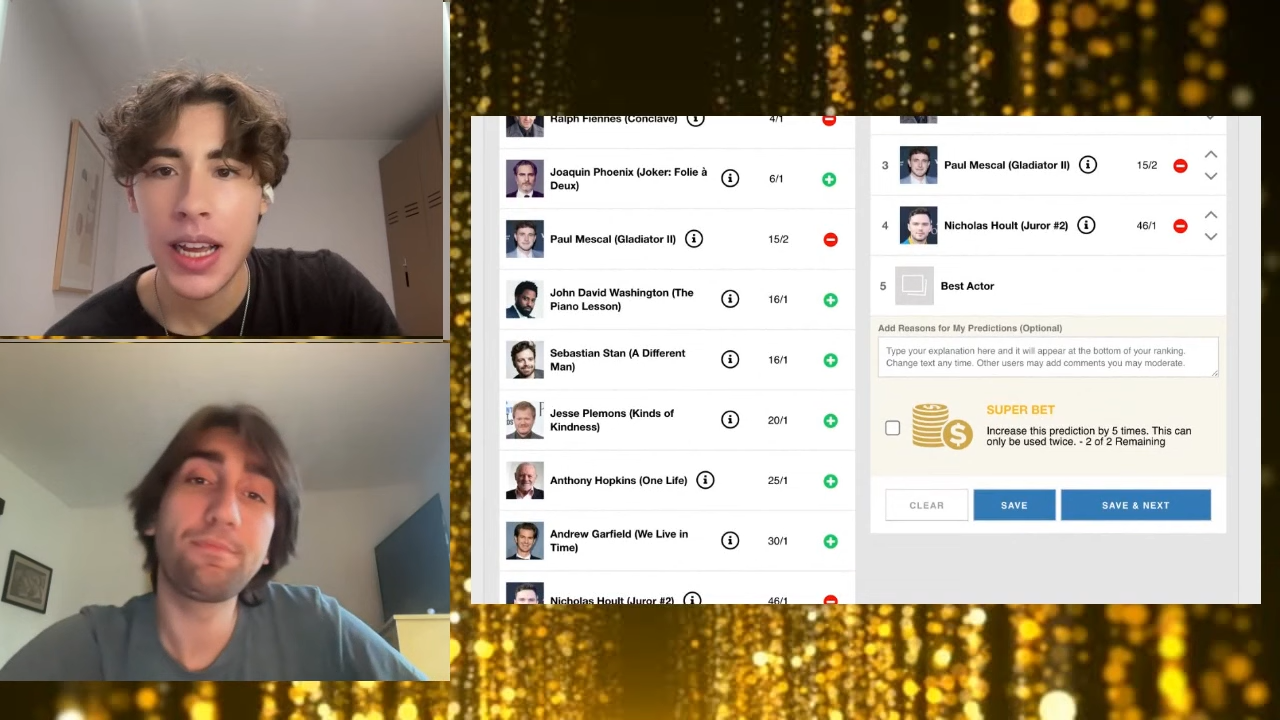 Ralph Fiennes (Conclave) 4/1
Joaquin Phoenix (Joker: Folie à
Deux) 6/1
Paul Mescal (Gladiator II) 15/2
John David Washington (The
Piano Lesson) 16/1
Sebastian Stan (A Different
Man) 16/1
Jesse Plemons (Kinds of
Kindness) 20/1
Anthony Hopkins (One Life) 25/1
Andrew Garfield (We Live in
Time) 30/1
Nicholas Hoult (Juror #2) 46/1
3 Paul Mescal (Gladiator II) 15/2
4 Nicholas Hoult (Juror #2) 46/1
5 Best Actor
Add Reasons for My Predictions (Optional)
Type your explanation here and it will appear at the bottom of your ranking.
Change text any time. Other users may add comments you may moderate.
SUPER BET
Increase this prediction by 5 times. This can
only be used twice. - 2 of 2 Remaining
CLEAR
SAVE
SAVE & NEXT